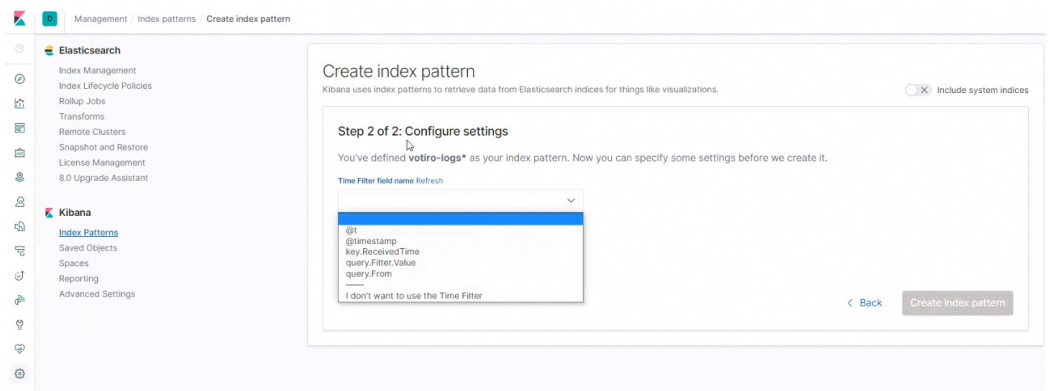 D Management / Index patterns / Create index pattern
Elasticsearch
Index Management
Index Lifecycle Policies
Rollup Jobs
Transforms
Remote Clusters
Snapshot and Restore
License Management
8.0 Upgrade Assistant
Kibana
Index Patterns
Saved Objects
Spaces
Reporting
Advanced Settings
Create index pattern
Kibana uses index patterns to retrieve data from Elasticsearch indices for things like visualizations.
Include system indices
Step 2 of 2: Configure settings
You've defined votiro-logs* as your index pattern. Now you can specify some settings before we create it.
Time Filter field name Refresh
@t
@timestamp
key.ReceivedTime
query.Filter.Value
query.From
I don't want to use the Time Filter
Back
Create index pattern